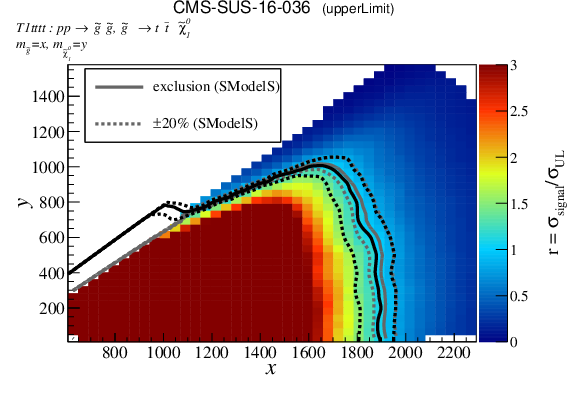 CMS-SUS-16-036 (upperLimit)
T1tttt : pp → g̃ g̃, g̃ → t t̄ χ̃₁⁰
m_g̃=x, m_χ̃₁⁰=y
exclusion (SModelS)
±20% (SModelS)
1400
1200
1000
800
600
400
200
y
800 1000 1200 1400 1600 1800 2000 2200
x
3
2.5
2
1.5
1
0.5
0
r = σ_signal/σ_UL